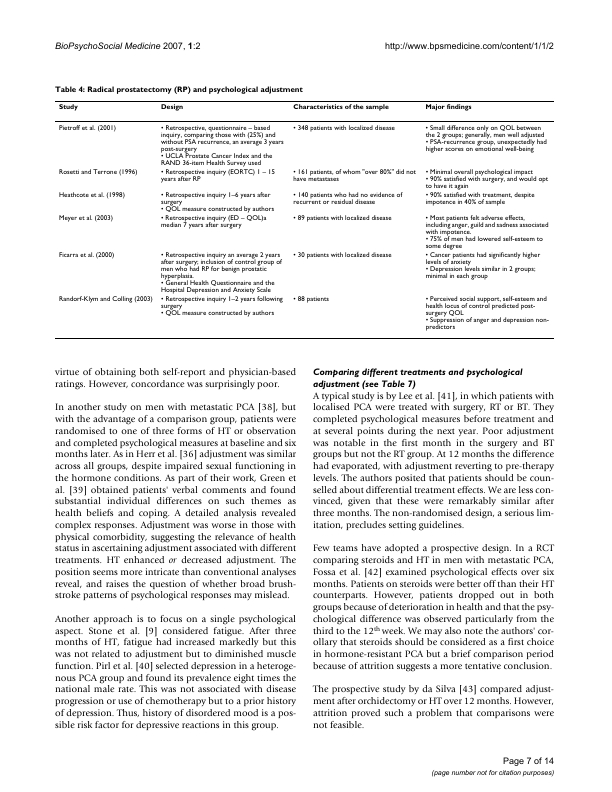 BioPsychoSocial Medicine 2007, 1:2
http://www.bpsmedicine.com/content/1/1/2
Table 4: Radical prostatectomy (RP) and psychological adjustment
Study
Design
Characteristics of the sample
Major findings
Pietroff et al. (2001)
• Retrospective, questionnaire – based
inquiry, comparing those with (25%) and
without PSA recurrence, an average 3 years
post-surgery
• UCLA Prostate Cancer Index and the
RAND 36-item Health Survey used
• 348 patients with localized disease
• Small difference only on QOL between
the 2 groups; generally, men well adjusted
• PSA-recurrence group, unexpectedly had
higher scores on emotional well-being
Rosetti and Terrone (1996)
• Retrospective inquiry (EORTC) 1 – 15
years after RP
• 161 patients, of whom "over 80%" did not
have metastases
• Minimal overall psychological impact
• 90% satisfied with surgery, and would opt
to have it again
Heathcote et al. (1998)
• Retrospective inquiry 1–6 years after
surgery
• QOL measure constructed by authors
• 140 patients who had no evidence of
recurrent or residual disease
• 90% satisfied with treatment, despite
impotence in 40% of sample
Meyer et al. (2003)
• Retrospective inquiry (ED – QOL)a
median 7 years after surgery
• 89 patients with localized disease
• Most patients felt adverse effects,
including anger, guild and sadness associated
with impotence.
• 75% of men had lowered self-esteem to
some degree
Ficarra et al. (2000)
• Retrospective inquiry an average 2 years
after surgery; inclusion of control group of
men who had RP for benign prostatic
hyperplasia.
• General Health Questionnaire and the
Hospital Depression and Anxiety Scale
• 30 patients with localized disease
• Cancer patients had significantly higher
levels of anxiety
• Depression levels similar in 2 groups;
minimal in each group
Randorf-Klym and Colling (2003)
• Retrospective inquiry 1–2 years following
surgery
• QOL measure constructed by authors
• 88 patients
• Perceived social support, self-esteem and
health locus of control predicted post-
surgery QOL
• Suppression of anger and depression non-
predictors
virtue of obtaining both self-report and physician-based
ratings. However, concordance was surprisingly poor.
In another study on men with metastatic PCA [38], but
with the advantage of a comparison group, patients were
randomised to one of three forms of HT or observation
and completed psychological measures at baseline and six
months later. As in Herr et al. [36] adjustment was similar
across all groups, despite impaired sexual functioning in
the hormone conditions. As part of their work, Green et
al. [39] obtained patients' verbal comments and found
substantial individual differences on such themes as
health beliefs and coping. A detailed analysis revealed
complex responses. Adjustment was worse in those with
physical comorbidity, suggesting the relevance of health
status in ascertaining adjustment associated with different
treatments. HT enhanced or decreased adjustment. The
position seems more intricate than conventional analyses
reveal, and raises the question of whether broad brush-
stroke patterns of psychological responses may mislead.
Another approach is to focus on a single psychological
aspect. Stone et al. [9] considered fatigue. After three
months of HT, fatigue had increased markedly but this
was not related to adjustment but to diminished muscle
function. Pirl et al. [40] selected depression in a heteroge-
nous PCA group and found its prevalence eight times the
national male rate. This was not associated with disease
progression or use of chemotherapy but to a prior history
of depression. Thus, history of disordered mood is a pos-
sible risk factor for depressive reactions in this group.
Comparing different treatments and psychological
adjustment (see Table 7)
A typical study is by Lee et al. [41], in which patients with
localised PCA were treated with surgery, RT or BT. They
completed psychological measures before treatment and
at several points during the next year. Poor adjustment
was notable in the first month in the surgery and BT
groups but not the RT group. At 12 months the difference
had evaporated, with adjustment reverting to pre-therapy
levels. The authors posited that patients should be coun-
selled about differential treatment effects. We are less con-
vinced, given that these were remarkably similar after
three months. The non-randomised design, a serious lim-
itation, precludes setting guidelines.
Few teams have adopted a prospective design. In a RCT
comparing steroids and HT in men with metastatic PCA,
Fossa et al. [42] examined psychological effects over six
months. Patients on steroids were better off than their HT
counterparts. However, patients dropped out in both
groups because of deterioration in health and that the psy-
chological difference was observed particularly from the
third to the 12th week. We may also note the authors' cor-
ollary that steroids should be considered as a first choice
in hormone-resistant PCA but a brief comparison period
because of attrition suggests a more tentative conclusion.
The prospective study by da Silva [43] compared adjust-
ment after orchidectomy or HT over 12 months. However,
attrition proved such a problem that comparisons were
not feasible.
Page 7 of 14
(page number not for citation purposes)